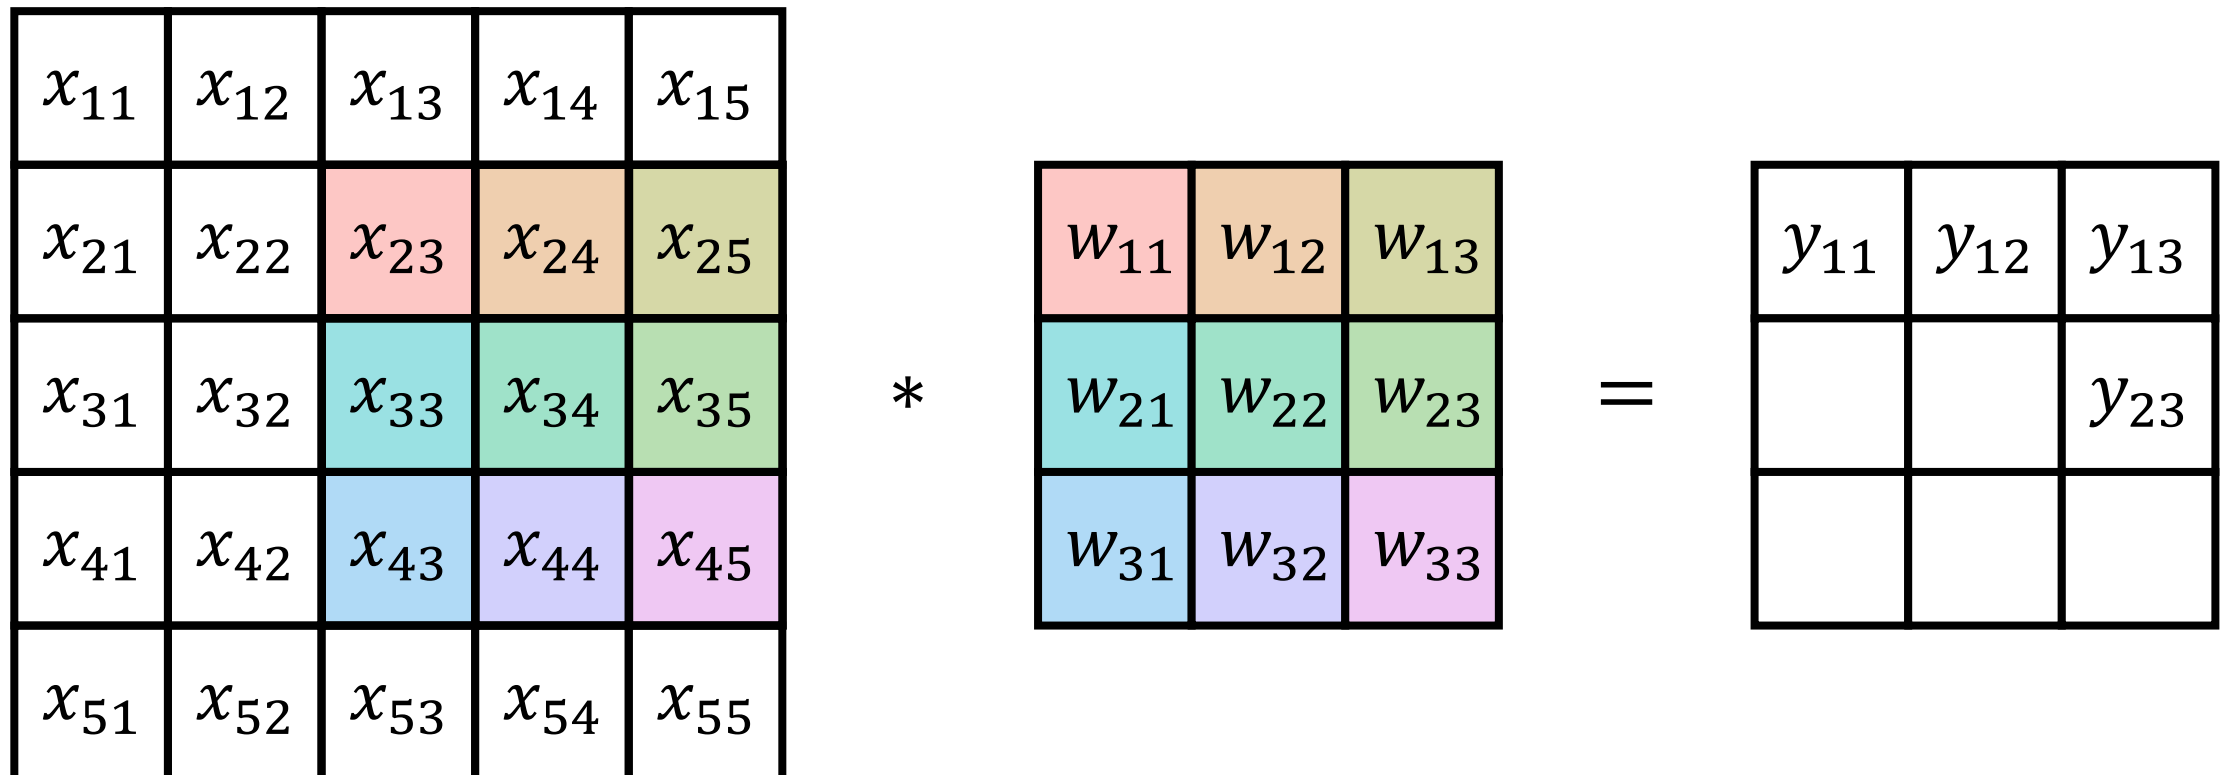 x₁₁ x₁₂ x₁₃ x₁₄ x₁₅
x₂₁ x₂₂ x₂₃ x₂₄ x₂₅ w₁₁ w₁₂ w₁₃ y₁₁ y₁₂ y₁₃
x₃₁ x₃₂ x₃₃ x₃₄ x₃₅ * w₂₁ w₂₂ w₂₃ = y₂₃
x₄₁ x₄₂ x₄₃ x₄₄ x₄₅ w₃₁ w₃₂ w₃₃
x₅₁ x₅₂ x₅₃ x₅₄ x₅₅